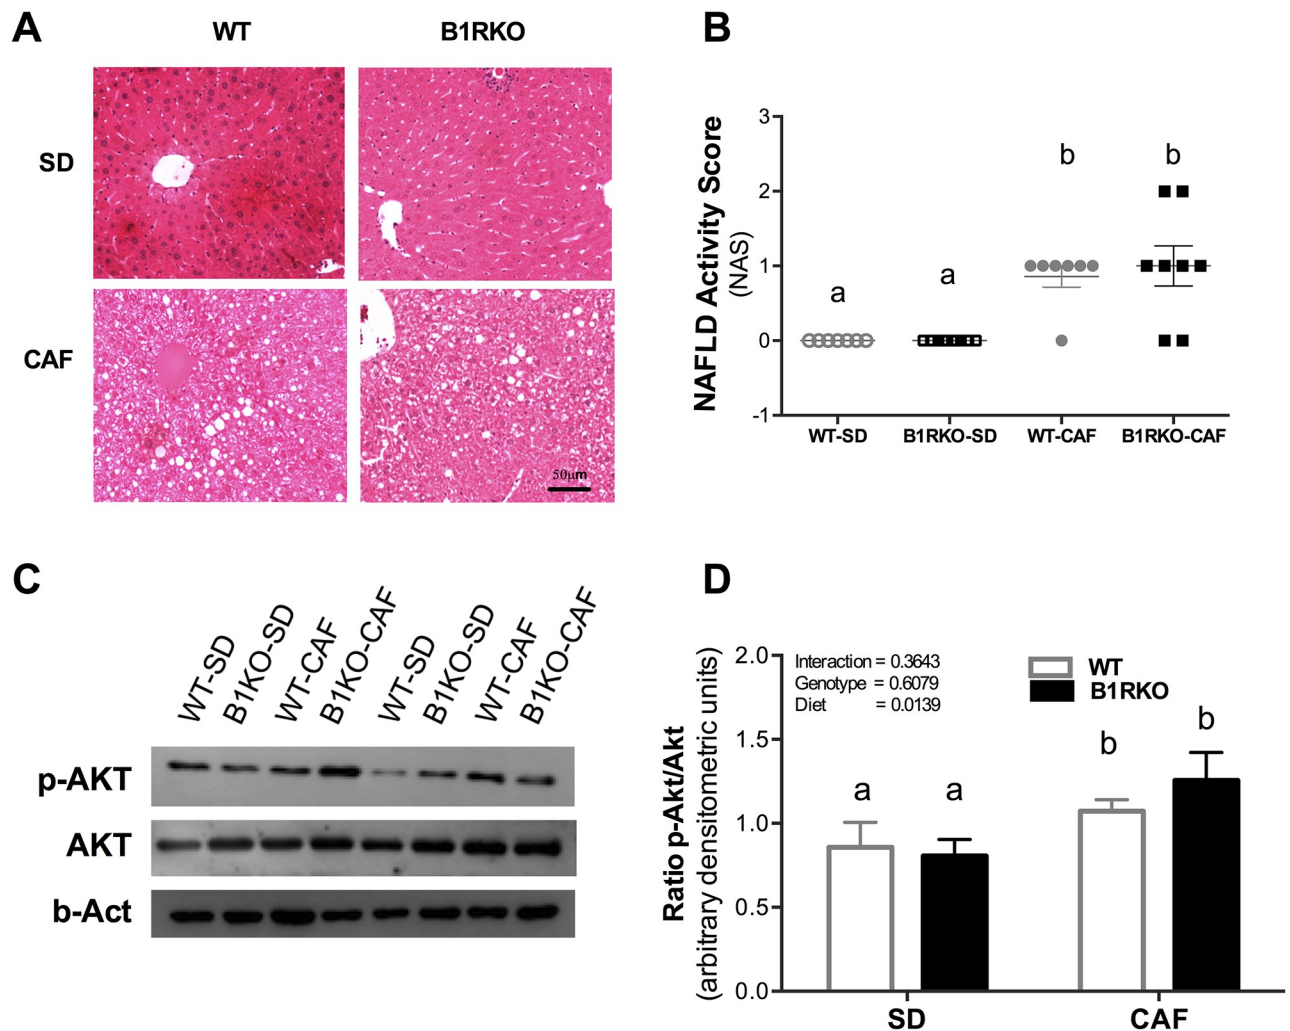 A
WT
B1RKO
SD
CAF
50µm
B
NAFLD Activity Score
(NAS)
3
2
1
0
-1
a
a
b
b
WT-SD
B1RKO-SD
WT-CAF
B1RKO-CAF
C
WT-SD
B1KO-SD
WT-CAF
B1KO-CAF
WT-SD
B1KO-SD
WT-CAF
B1KO-CAF
p-AKT
AKT
b-Act
D
Ratio p-Akt/Akt
(arbitrary densitometric units)
2.0
1.5
1.0
0.5
0.0
Interaction = 0.3643
Genotype = 0.6079
Diet = 0.0139
WT
B1RKO
a
a
b
b
SD
CAF